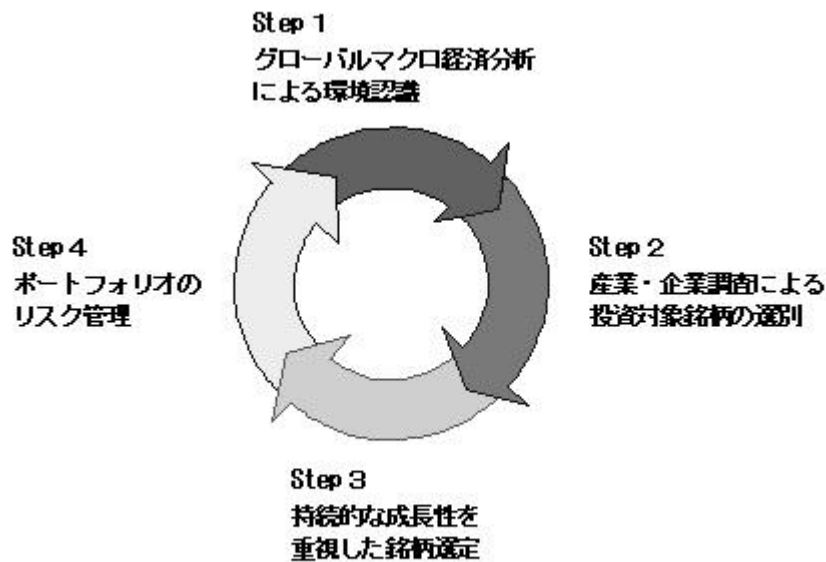 Step 1
グローバルマクロ経済分析
による環境認識
Step 2
産業・企業調査による
投資対象銘柄の選別
Step 3
持続的な成長性を
重視した銘柄選定
Step 4
ポートフォリオの
リスク管理